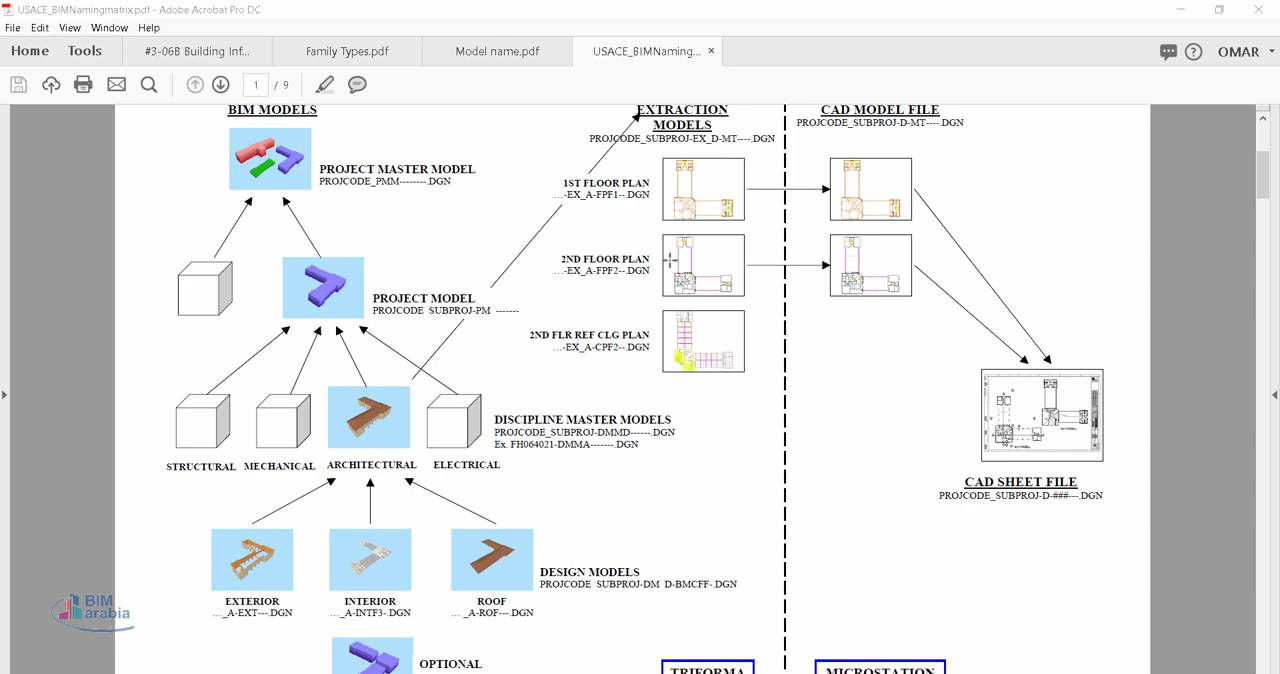 USACE_BIMNamingmatrix.pdf - Adobe Acrobat Pro DC
File Edit View Window Help
Home Tools #3-06B Building Inf... Family Types.pdf Model name.pdf USACE_BIMNaming... × OMAR
1 / 9
BIM MODELS
EXTRACTION
MODELS
PROJCODE_SUBPROJ-EX_D-MT----.DGN
CAD MODEL FILE
PROJCODE_SUBPROJ-D-MT----.DGN
PROJECT MASTER MODEL
PROJCODE_PMM--------.DGN
1ST FLOOR PLAN
...-EX_A-FPF1--.DGN
2ND FLOOR PLAN
...-EX_A-FPF2--.DGN
PROJECT MODEL
PROJCODE SUBPROJ-PM -------
2ND FLR REF CLG PLAN
...-EX_A-CPF2--.DGN
DISCIPLINE MASTER MODELS
PROJCODE_SUBPROJ-DMMD------.DGN
Ex. FH064021-DMMA-------.DGN
STRUCTURAL MECHANICAL ARCHITECTURAL ELECTRICAL
CAD SHEET FILE
PROJCODE_SUBPROJ-D-###---.DGN
DESIGN MODELS
PROJCODE SUBPROJ-DM D-BMCFF-.DGN
EXTERIOR INTERIOR ROOF
..._A-EXT---.DGN ..._A-INTF3-.DGN ..._A-ROF---.DGN
BIM
arabia
OPTIONAL
TRIFORMA MICROSTATION